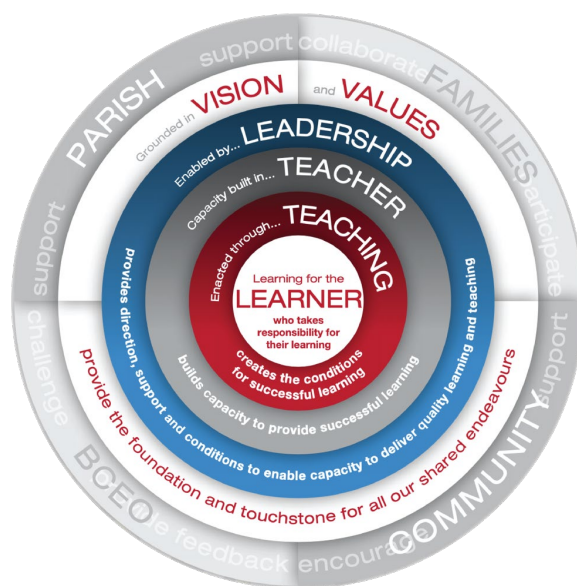 support
PARISH
support
collaborate
FAMILIES
participate
Grounded in VISION
and VALUES
Enabled by... LEADERSHIP
Capacity built in... TEACHER
Enacted through... TEACHING
Learning for the
LEARNER
who takes
responsibility for
their learning
creates the conditions
for successful learning
builds capacity to provide successful learning
provides direction, support and conditions to enable capacity to deliver quality learning and teaching
provide the foundation and touchstone for all our shared endeavours
challenge
BCEO
feedback
support
COMMUNITY
encourage